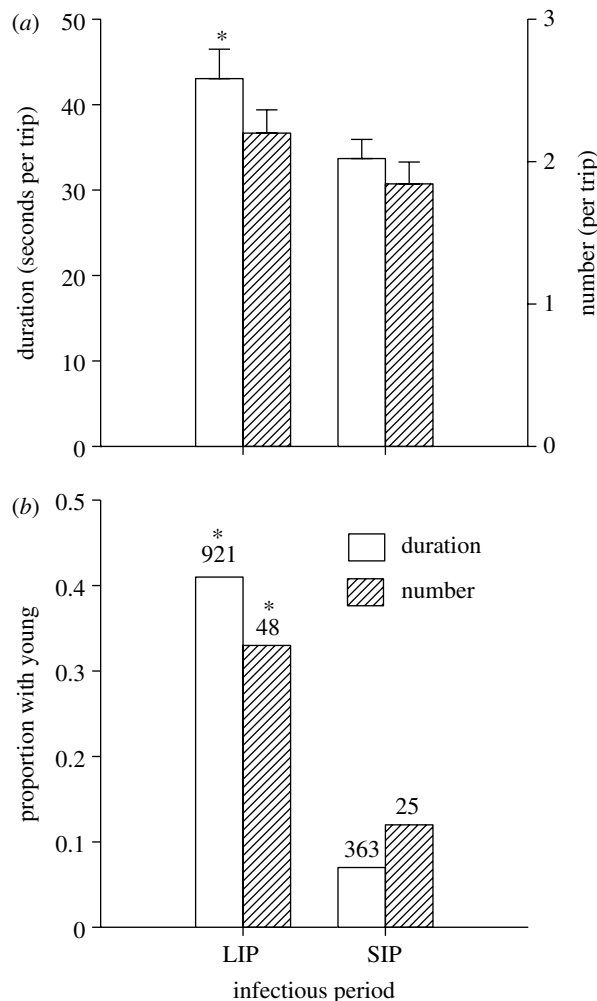 (a)
50
40
30
20
10
0
duration (seconds per trip)
*
3
2
1
0
number (per trip)
(b)
0.5
0.4
0.3
0.2
0.1
0
proportion with young
*
921
*
48
363
25
duration
number
LIP SIP
infectious period